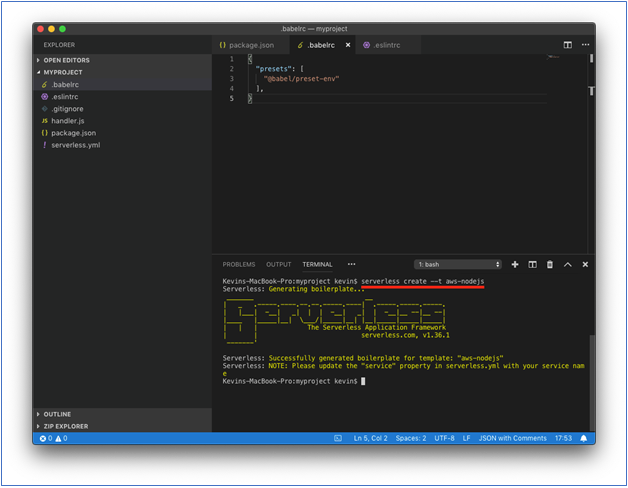 .babelrc — myproject
EXPLORER
OPEN EDITORS
MYPROJECT
.babelrc
.eslintrc
.gitignore
handler.js
package.json
serverless.yml
OUTLINE
ZIP EXPLORER
package.json
.babelrc
.eslintrc
1 {
2 "presets": [
3 "@babel/preset-env"
4 ],
5 }
PROBLEMS OUTPUT TERMINAL ••• 1: bash
Kevins-MacBook-Pro:myproject kevin$ serverless create --t aws-nodejs
Serverless: Generating boilerplate...
The Serverless Application Framework
serverless.com, v1.36.1
Serverless: Successfully generated boilerplate for template: "aws-nodejs"
Serverless: NOTE: Please update the "service" property in serverless.yml with your service nam
e
Kevins-MacBook-Pro:myproject kevin$
0 0 Ln 5, Col 2 Spaces: 2 UTF-8 LF JSON with Comments 17:53